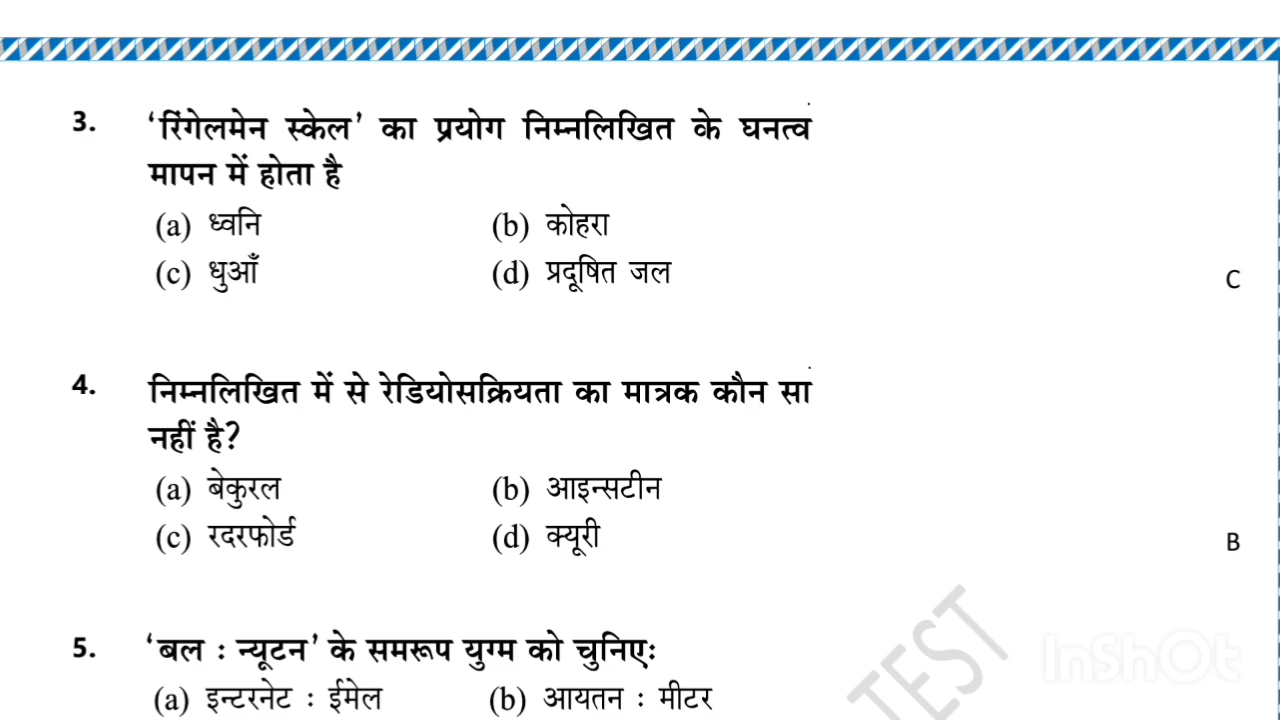 3. 'रिंगेलमेन स्केल' का प्रयोग निम्नलिखित के घनत्व
मापन में होता है
(a) ध्वनि (b) कोहरा
(c) धुआँ (d) प्रदूषित जल C
4. निम्नलिखित में से रेडियोसक्रियता का मात्रक कौन सा
नहीं है?
(a) बेकुरल (b) आइन्सटीन
(c) रदरफोर्ड (d) क्यूरी B
5. 'बल : न्यूटन' के समरूप युग्म को चुनिए:
(a) इन्टरनेट : ईमेल (b) आयतन : मीटर
TEST
InShOt